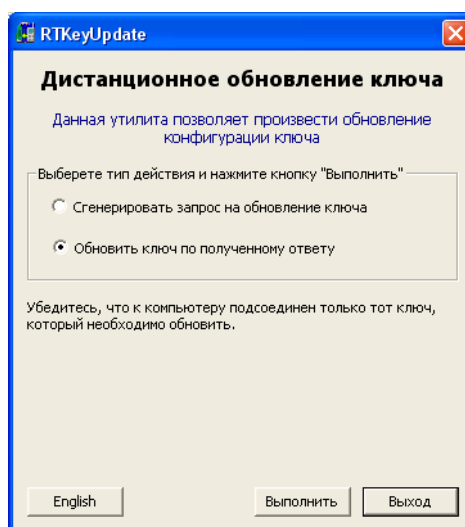 RTKeyUpdate
Дистанционное обновление ключа
Данная утилита позволяет произвести обновление
конфигурации ключа
Выберете тип действия и нажмите кнопку "Выполнить"
Сгенерировать запрос на обновление ключа
Обновить ключ по полученному ответу
Убедитесь, что к компьютеру подсоединен только тот ключ,
который необходимо обновить.
English Выполнить Выход